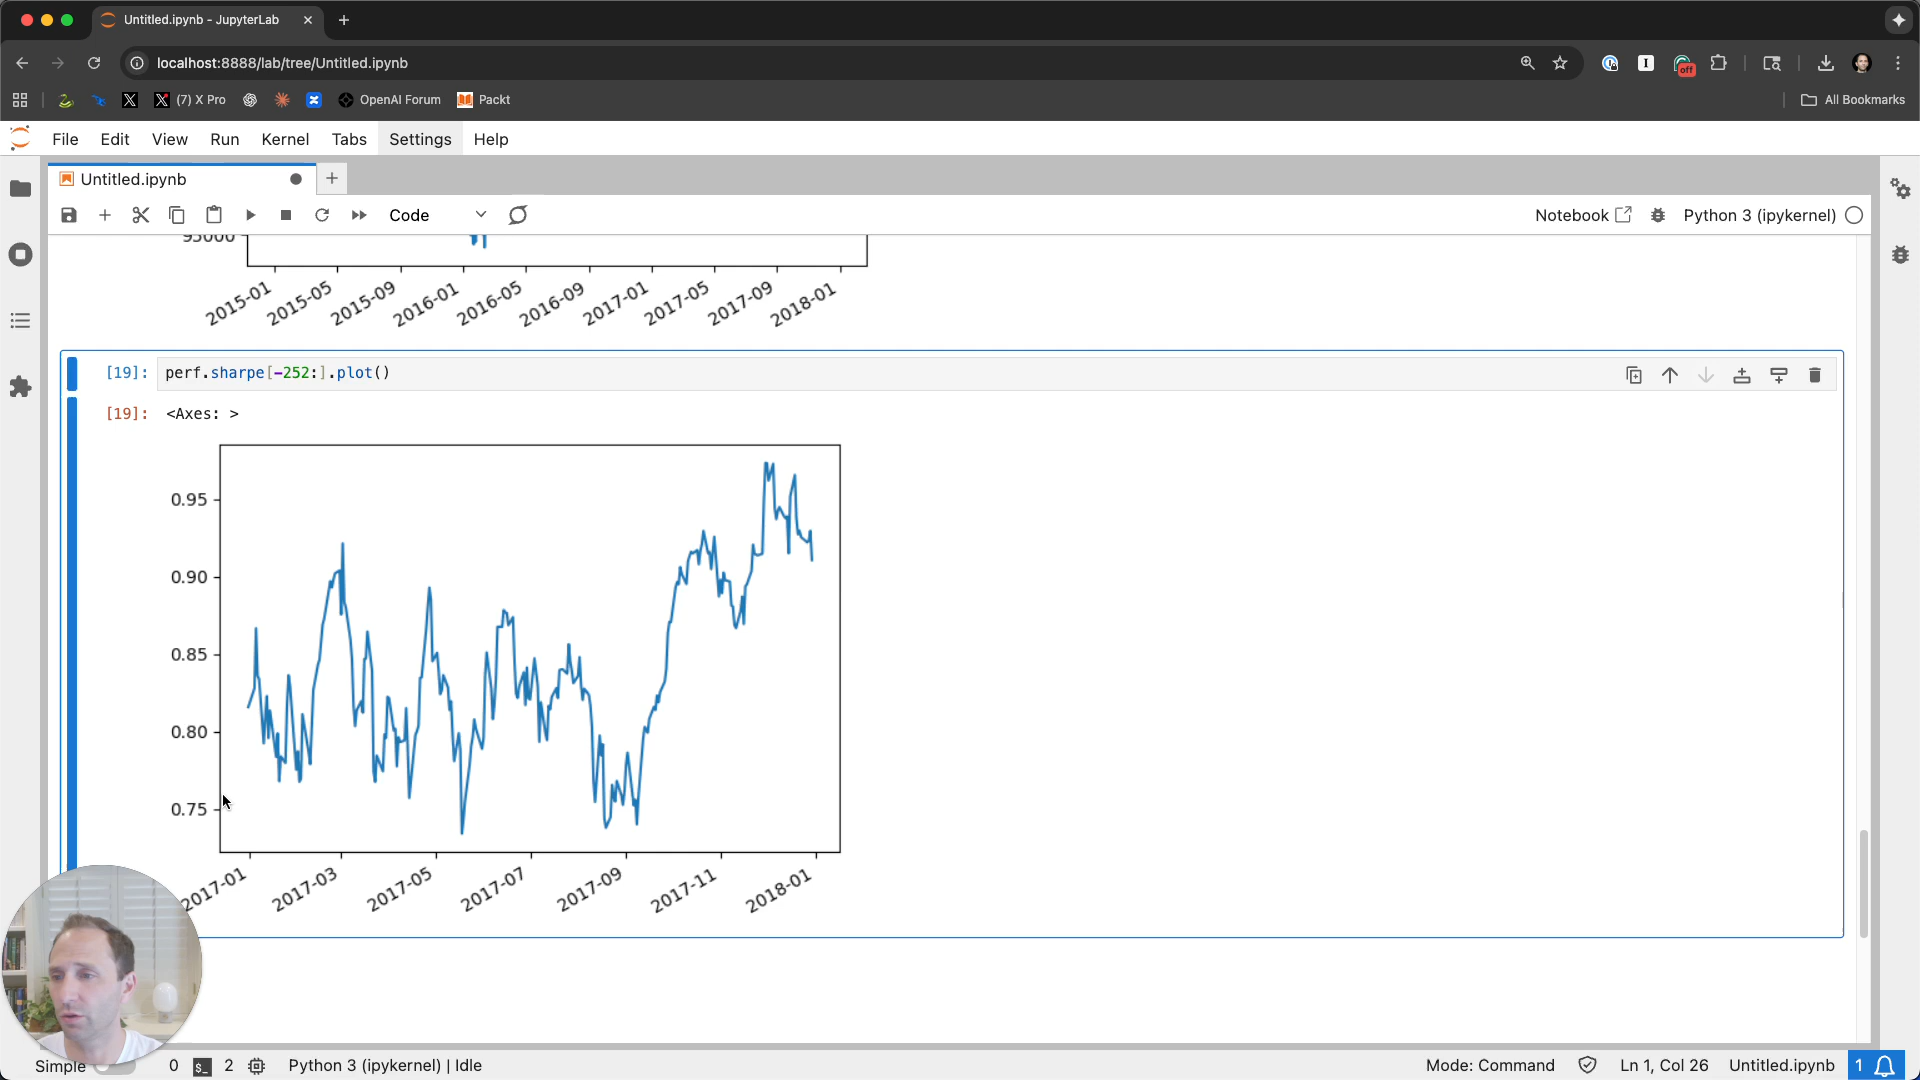 Untitled.ipynb - JupyterLab
localhost:8888/lab/tree/Untitled.ipynb
off
(7) X Pro
OpenAI Forum
Packt
All Bookmarks
File Edit View Run Kernel Tabs Settings Help
Untitled.ipynb
Code
Notebook
Python 3 (ipykernel)
95000
2015-01 2015-05 2015-09 2016-01 2016-05 2016-09 2017-01 2017-05 2017-09 2018-01
[19]: perf.sharpe[-252:].plot()
[19]: <Axes: >
0.95
0.90
0.85
0.80
0.75
2017-01 2017-03 2017-05 2017-07 2017-09 2017-11 2018-01
Simple 0 2 Python 3 (ipykernel) | Idle Mode: Command Ln 1, Col 26 Untitled.ipynb 1